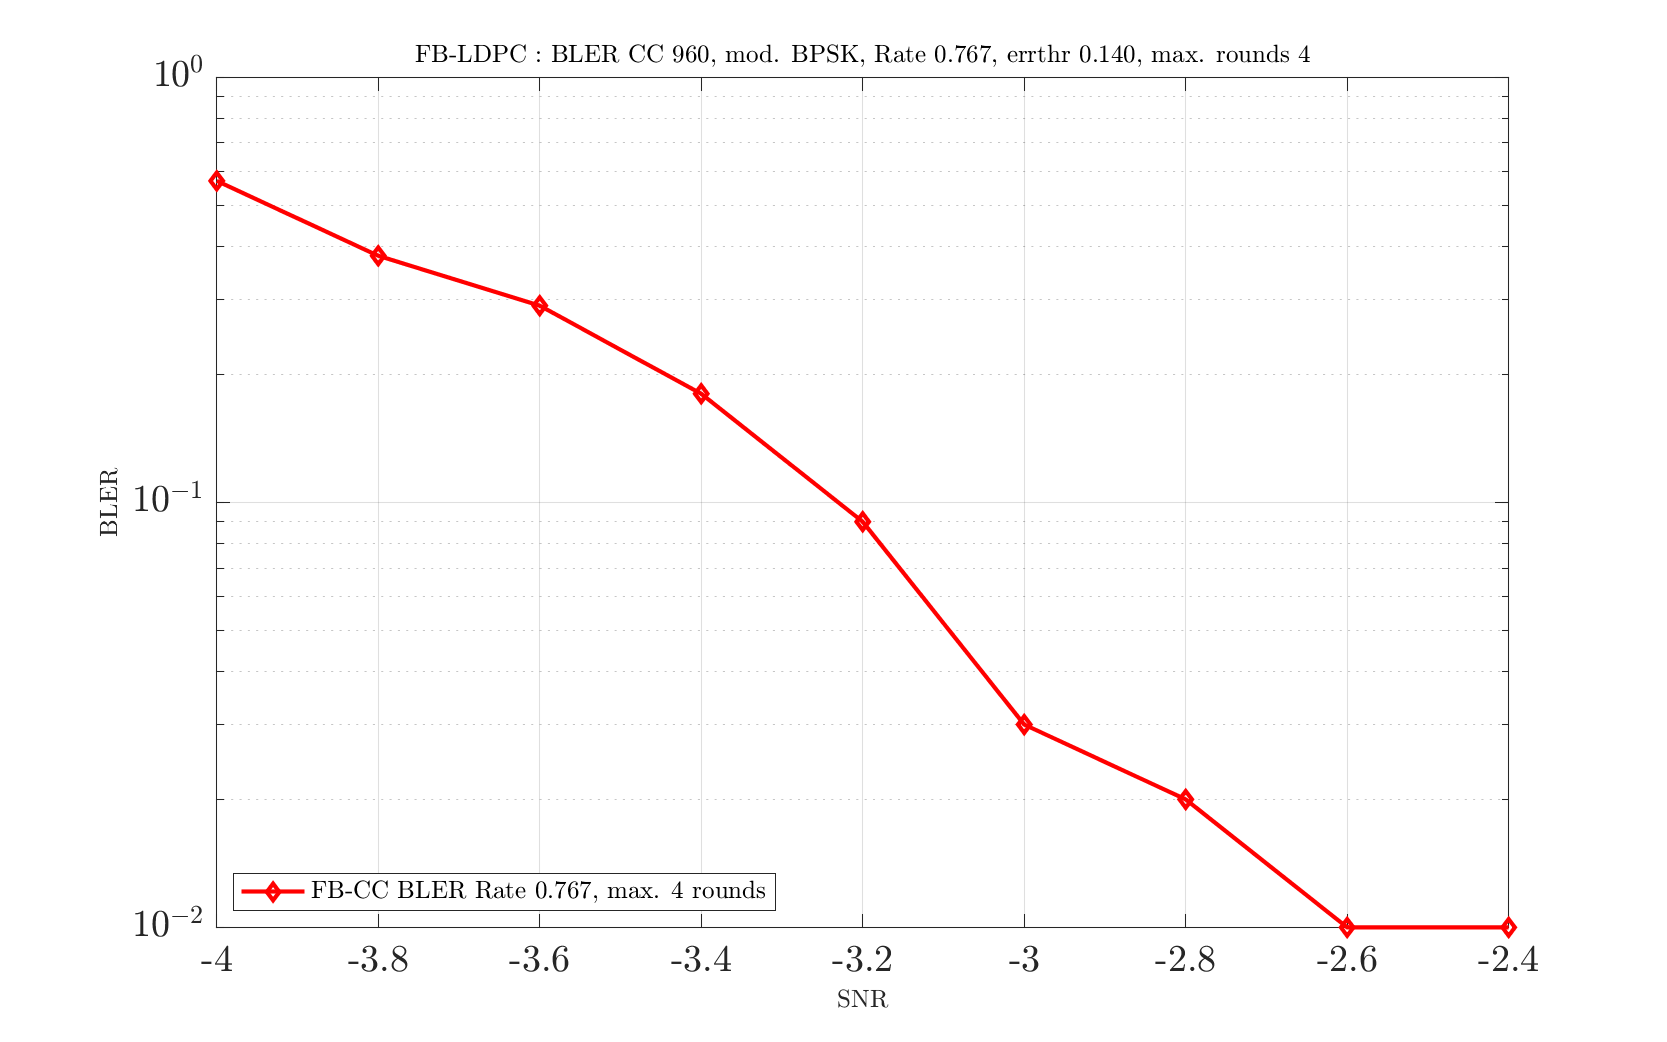 FB-LDPC : BLER CC 960, mod. BPSK, Rate 0.767, errthr 0.140, max. rounds 4
10^0
10^-1
10^-2
BLER
FB-CC BLER Rate 0.767, max. 4 rounds
-4 -3.8 -3.6 -3.4 -3.2 -3 -2.8 -2.6 -2.4
SNR